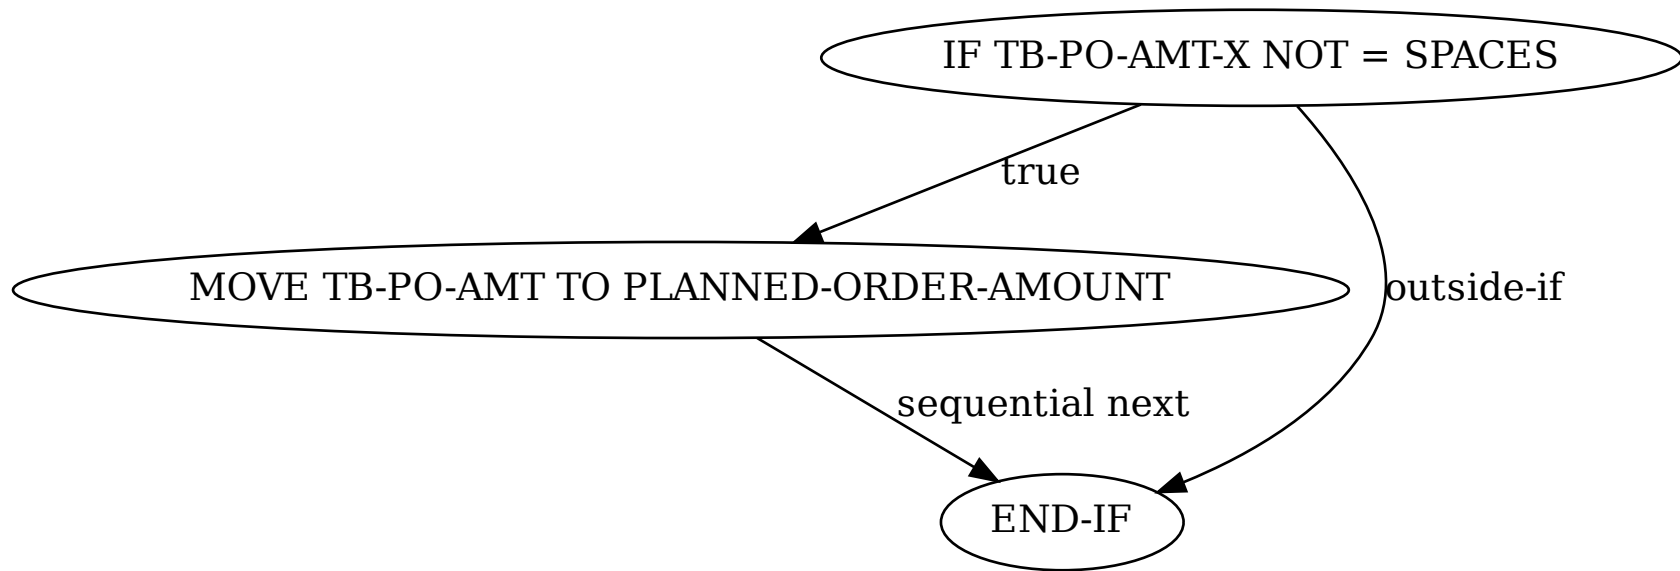 IF TB-PO-AMT-X NOT = SPACES
true
MOVE TB-PO-AMT TO PLANNED-ORDER-AMOUNT
outside-if
sequential next
END-IF